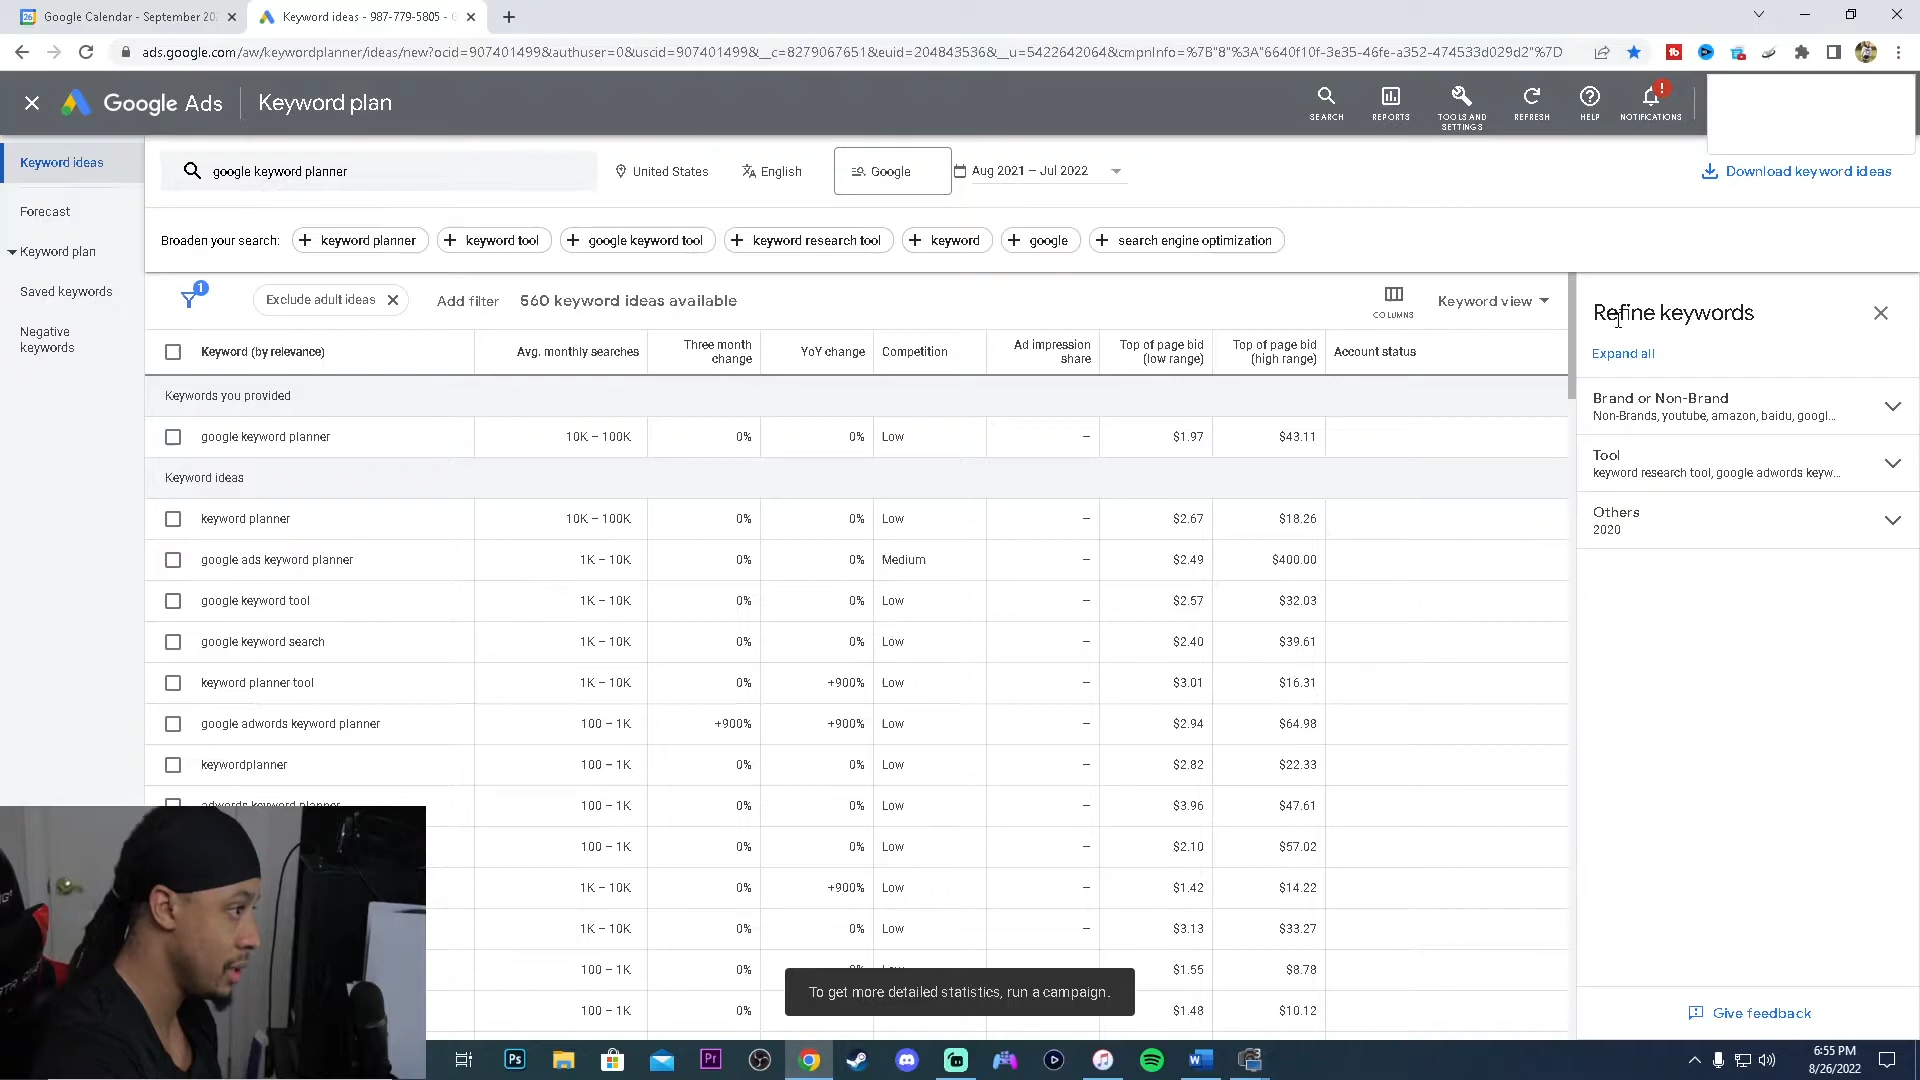 Google Calendar - September 20
Keyword ideas - 987-779-5805 - G
ads.google.com/aw/keywordplanner/ideas/new?ocid=907401499&authuser=0&uscid=907401499&__c=8279067651&euid=204843536&__u=5422642064&cmpnInfo=%7B"8"%3A"6640f10f-3e35-46fe-a352-474533d029d2"%7D
Google Ads
Keyword plan
SEARCH
REPORTS
TOOLS AND
SETTINGS
REFRESH
HELP
!
NOTIFICATIONS
Keyword ideas
Forecast
Keyword plan
Saved keywords
Negative
keywords
google keyword planner
United States
English
Google
Aug 2021 – Jul 2022
Download keyword ideas
Broaden your search:
keyword planner
keyword tool
google keyword tool
keyword research tool
keyword
google
search engine optimization
1
Exclude adult ideas
Add filter
560 keyword ideas available
COLUMNS
Keyword view
Keyword (by relevance) Avg. monthly searches Three month change YoY change Competition Ad impression share Top of page bid (low range) Top of page bid (high range) Account status
Keywords you provided
google keyword planner 10K – 100K 0% 0% Low – $1.97 $43.11
Keyword ideas
keyword planner 10K – 100K 0% 0% Low – $2.67 $18.26
google ads keyword planner 1K – 10K 0% 0% Medium – $2.49 $400.00
google keyword tool 1K – 10K 0% 0% Low – $2.57 $32.03
google keyword search 1K – 10K 0% 0% Low – $2.40 $39.61
keyword planner tool 1K – 10K 0% +900% Low – $3.01 $16.31
google adwords keyword planner 100 – 1K +900% +900% Low – $2.94 $64.98
keywordplanner 100 – 1K 0% 0% Low – $2.82 $22.33
adwords keyword planner 100 – 1K 0% 0% Low – $3.96 $47.61
100 – 1K 0% 0% Low – $2.10 $57.02
1K – 10K 0% +900% Low – $1.42 $14.22
1K – 10K 0% 0% Low – $3.13 $33.27
100 – 1K 0% 0% Low $1.55 $8.78
100 – 1K 0% $1.48 $10.12
To get more detailed statistics, run a campaign.
Refine keywords
Expand all
Brand or Non-Brand
Non-Brands, youtube, amazon, baidu, googl...
Tool
keyword research tool, google adwords keyw...
Others
2020
Give feedback
Ps
Pr
W
6:55 PM
8/26/2022